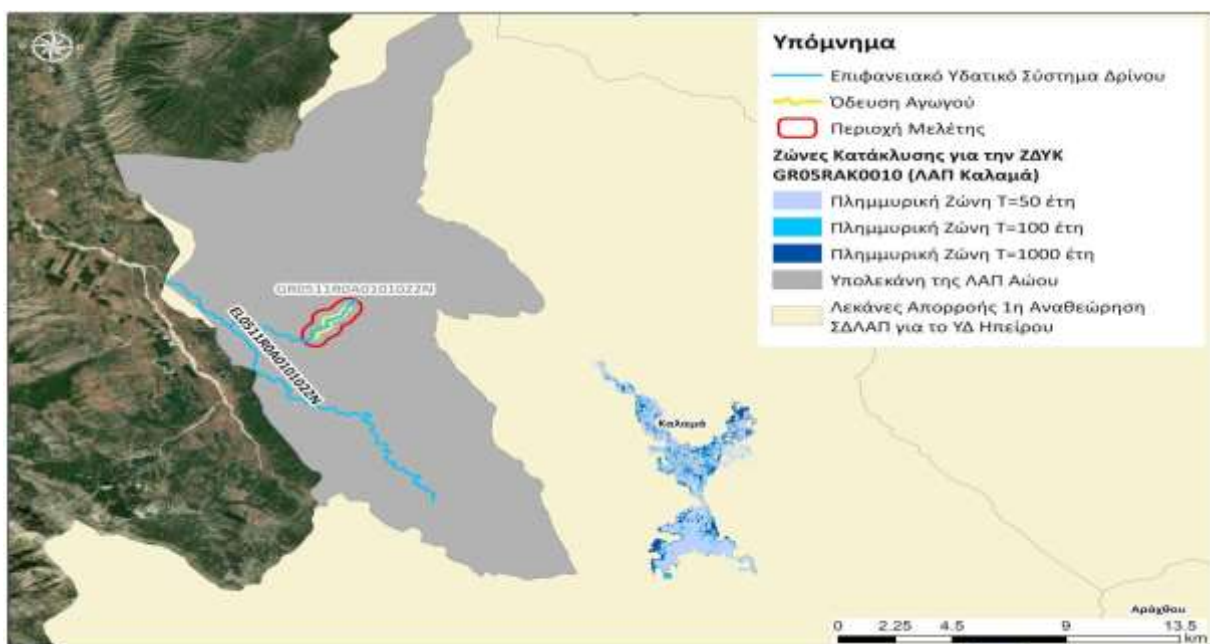 Υπόμνημα
Επιφανειακό Υδατικό Σύστημα Δρίνου
Όδευση Αγωγού
Περιοχή Μελέτης
Ζώνες Κατάκλυσης για την ΖΔΥΚ
GR05RAK0010 (ΛΑΠ Καλαμά)
Πλημμυρική Ζώνη Τ=50 έτη
Πλημμυρική Ζώνη Τ=100 έτη
Πλημμυρική Ζώνη Τ=1000 έτη
Υπολεκάνη της ΛΑΠ Αώου
Λεκάνες Απορροής 1η Αναθεώρηση
ΣΔΛΑΠ για το ΥΔ Ηπείρου
GR0511R0A0101022N
EL0511R0A0101022N
Καλαμά
Αράχθου
0 2.25 4.5 9 13.5
km